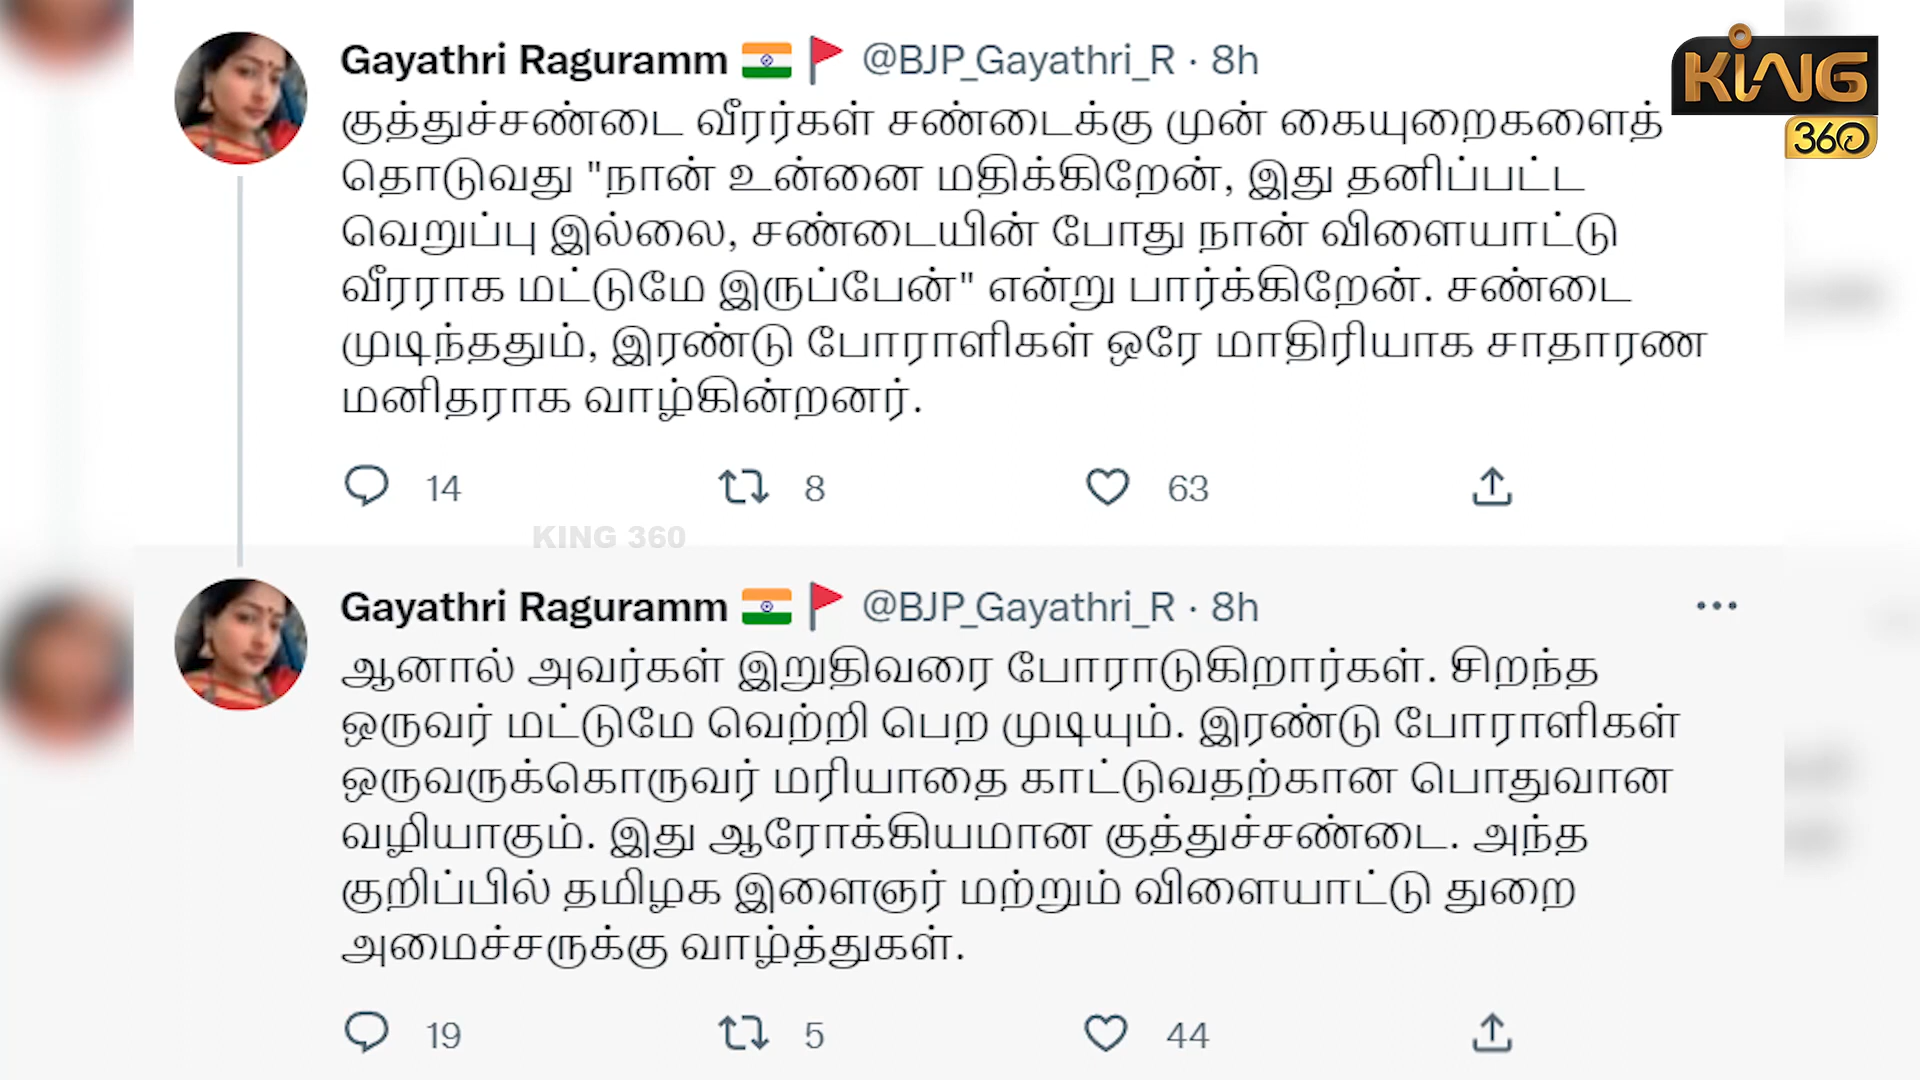 Gayathri Raguramm 🇮🇳 🚩 @BJP_Gayathri_R · 8h
KING
360
குத்துச்சண்டை வீரர்கள் சண்டைக்கு முன் கையுறைகளைத்
தொடுவது "நான் உன்னை மதிக்கிறேன், இது தனிப்பட்ட
வெறுப்பு இல்லை, சண்டையின் போது நான் விளையாட்டு
வீரராக மட்டுமே இருப்பேன்" என்று பார்க்கிறேன். சண்டை
முடிந்ததும், இரண்டு போராளிகள் ஒரே மாதிரியாக சாதாரண
மனிதராக வாழ்கின்றனர்.
14 8 63
KING 360
Gayathri Raguramm 🇮🇳 🚩 @BJP_Gayathri_R · 8h
ஆனால் அவர்கள் இறுதிவரை போராடுகிறார்கள். சிறந்த
ஒருவர் மட்டுமே வெற்றி பெற முடியும். இரண்டு போராளிகள்
ஒருவருக்கொருவர் மரியாதை காட்டுவதற்கான பொதுவான
வழியாகும். இது ஆரோக்கியமான குத்துச்சண்டை. அந்த
குறிப்பில் தமிழக இளைஞர் மற்றும் விளையாட்டு துறை
அமைச்சருக்கு வாழ்த்துகள்.
19 5 44